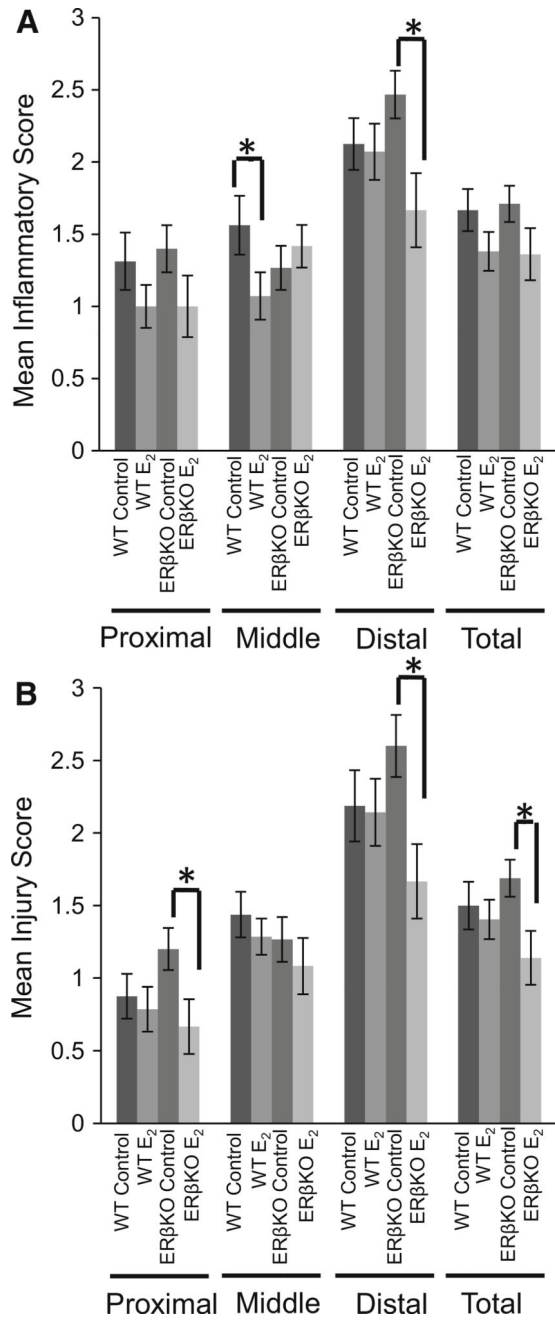 A
Mean Inflammatory Score
3
2.5
2
1.5
1
0.5
0
*
*
WT Control
WT E₂
ERβKO Control
ERβKO E₂
WT Control
WT E₂
ERβKO Control
ERβKO E₂
WT Control
WT E₂
ERβKO Control
ERβKO E₂
WT Control
WT E₂
ERβKO Control
ERβKO E₂
Proximal Middle Distal Total
B
Mean Injury Score
3
2.5
2
1.5
1
0.5
0
*
*
*
WT Control
WT E₂
ERβKO Control
ERβKO E₂
WT Control
WT E₂
ERβKO Control
ERβKO E₂
WT Control
WT E₂
ERβKO Control
ERβKO E₂
WT Control
WT E₂
ERβKO Control
ERβKO E₂
Proximal Middle Distal Total